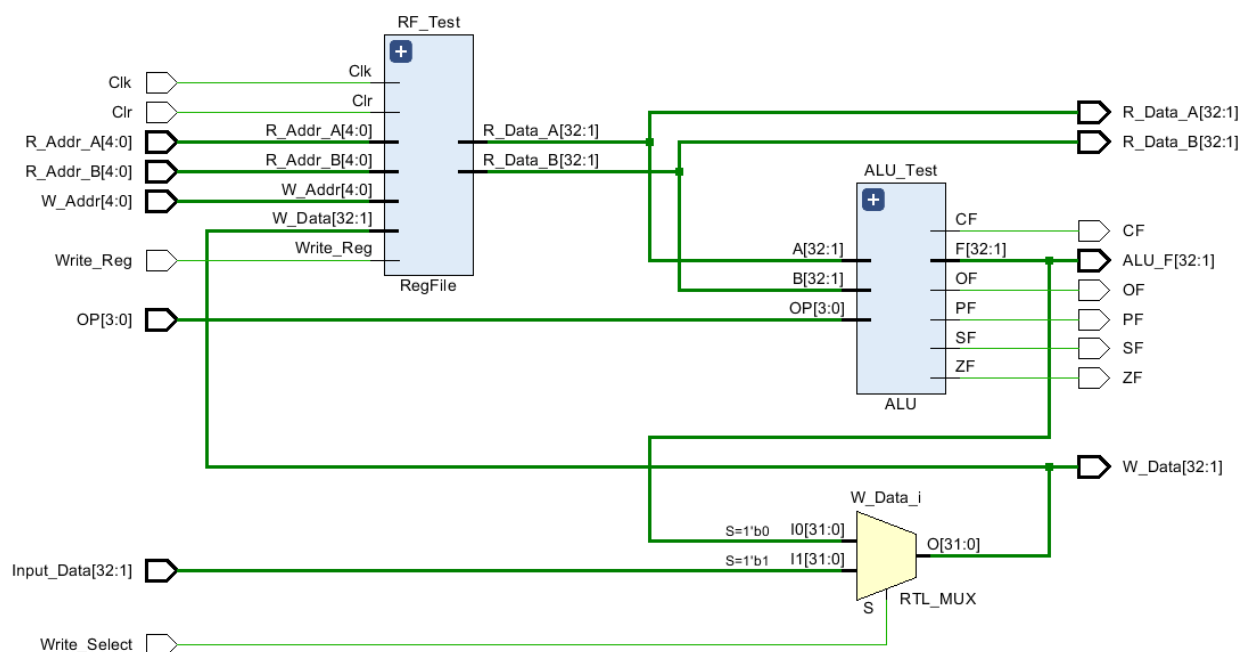 RF_Test
Clk
Clk
Clr
Clr
R_Addr_A[4:0]
R_Addr_A[4:0]
R_Data_A[32:1]
R_Data_A[32:1]
R_Addr_B[4:0]
R_Addr_B[4:0]
R_Data_B[32:1]
R_Data_B[32:1]
W_Addr[4:0]
W_Addr[4:0]
W_Data[32:1]
Write_Reg
Write_Reg
RegFile
ALU_Test
CF
CF
A[32:1]
F[32:1]
ALU_F[32:1]
B[32:1]
OF
OF
OP[3:0]
OP[3:0]
PF
PF
SF
SF
ZF
ZF
ALU
W_Data[32:1]
W_Data_i
S=1'b0
I0[31:0]
O[31:0]
Input_Data[32:1]
S=1'b1
I1[31:0]
S
RTL_MUX
Write_Select